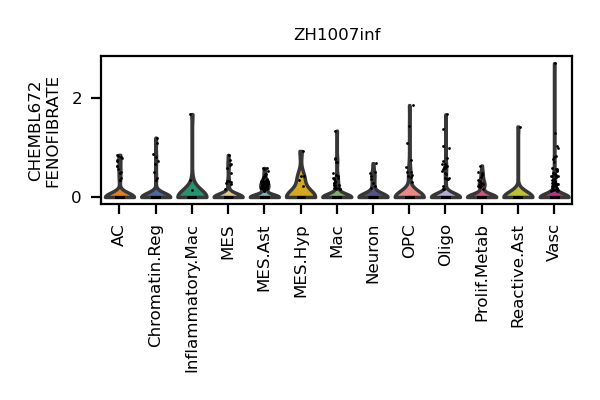 ZH1007inf
CHEMBL672
FENOFIBRATE
2
0
AC
Chromatin.Reg
Inflammatory.Mac
MES
MES.Ast
MES.Hyp
Mac
Neuron
OPC
Oligo
Prolif.Metab
Reactive.Ast
Vasc